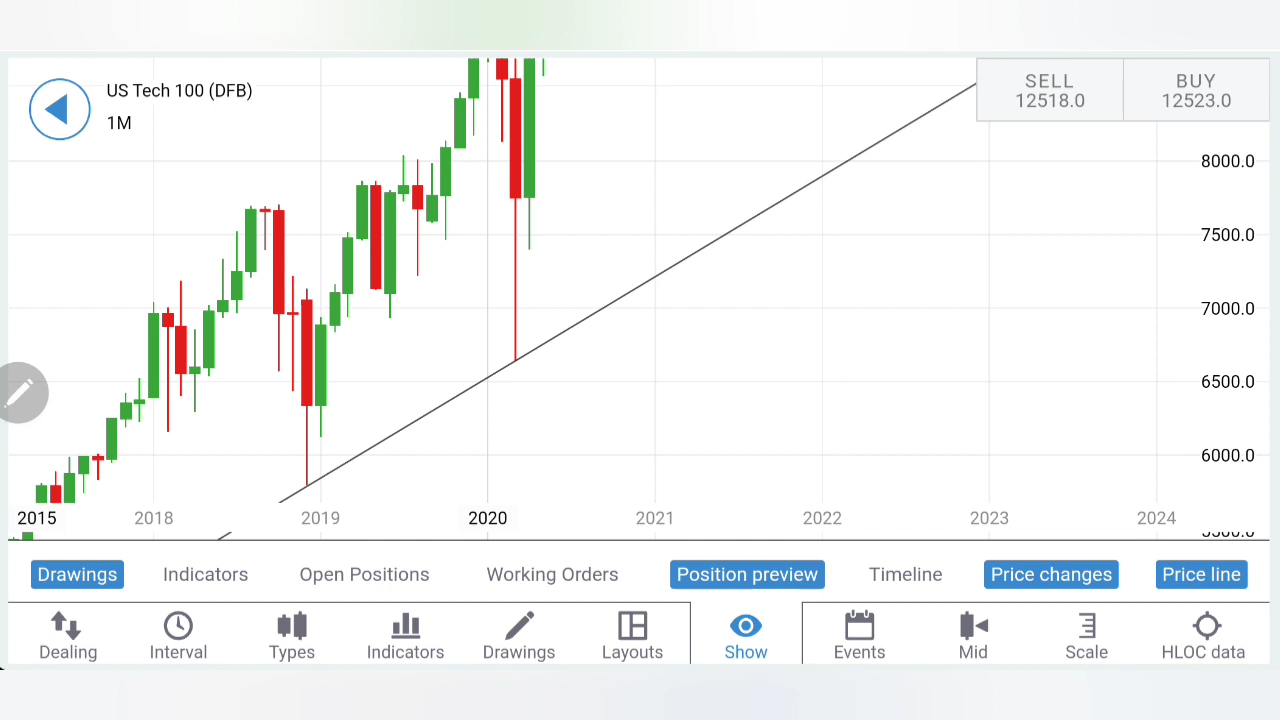 US Tech 100 (DFB)
1M
SELL
12518.0
BUY
12523.0
8000.0
7500.0
7000.0
6500.0
6000.0
2015 2018 2019 2020 2021 2022 2023 2024
Drawings Indicators Open Positions Working Orders Position preview Timeline Price changes Price line
Dealing Interval Types Indicators Drawings Layouts Show Events Mid Scale HLOC data